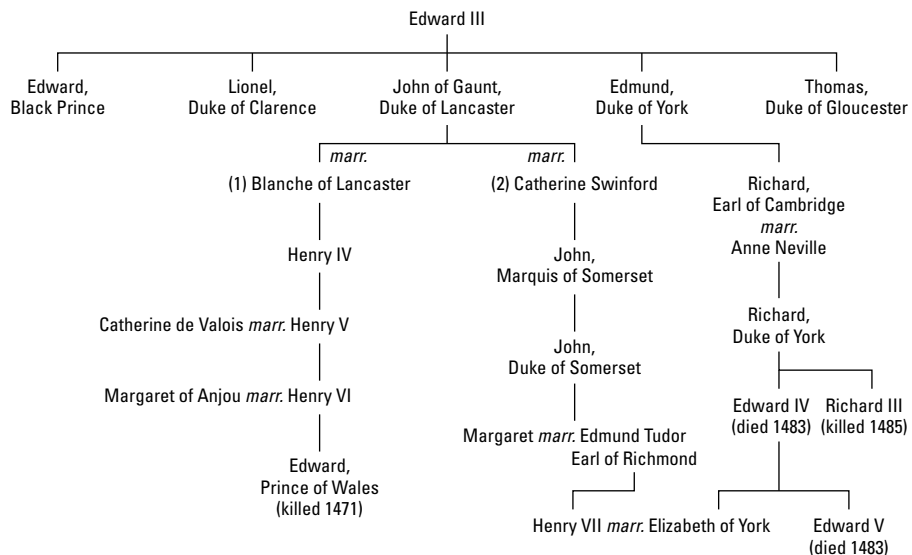 Edward III
Edward,
Black Prince
Lionel,
Duke of Clarence
John of Gaunt,
Duke of Lancaster
Edmund,
Duke of York
Thomas,
Duke of Gloucester
marr.
(1) Blanche of Lancaster
marr.
(2) Catherine Swinford
Richard,
Earl of Cambridge
marr.
Anne Neville
Henry IV
John,
Marquis of Somerset
Catherine de Valois marr. Henry V
John,
Duke of Somerset
Richard,
Duke of York
Margaret of Anjou marr. Henry VI
Margaret marr. Edmund Tudor
Earl of Richmond
Edward IV
(died 1483)
Richard III
(killed 1485)
Edward,
Prince of Wales
(killed 1471)
Henry VII marr. Elizabeth of York
Edward V
(died 1483)